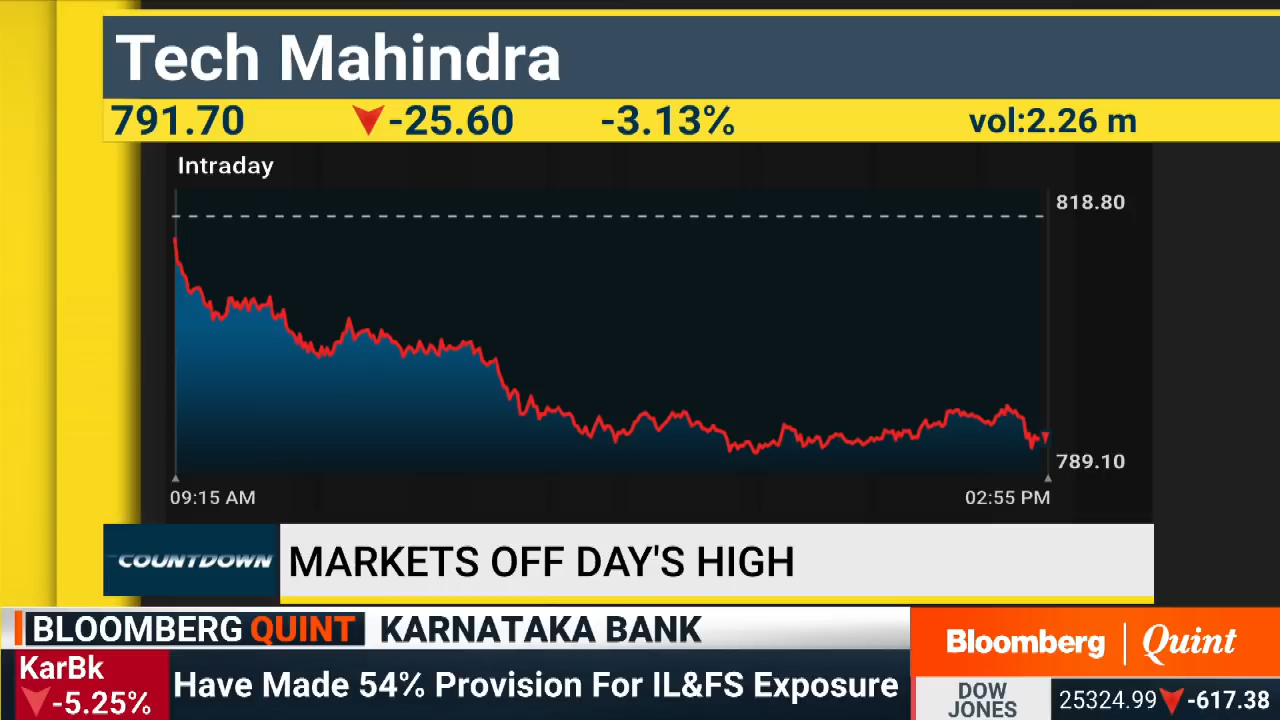 Tech Mahindra
791.70 -25.60 -3.13% vol:2.26 m
Intraday
818.80
789.10
09:15 AM 02:55 PM
COUNTDOWN MARKETS OFF DAY'S HIGH
BLOOMBERG QUINT KARNATAKA BANK
KarBk
-5.25%
Have Made 54% Provision For IL&FS Exposure
Bloomberg | Quint
DOW
JONES
25324.99 -617.38